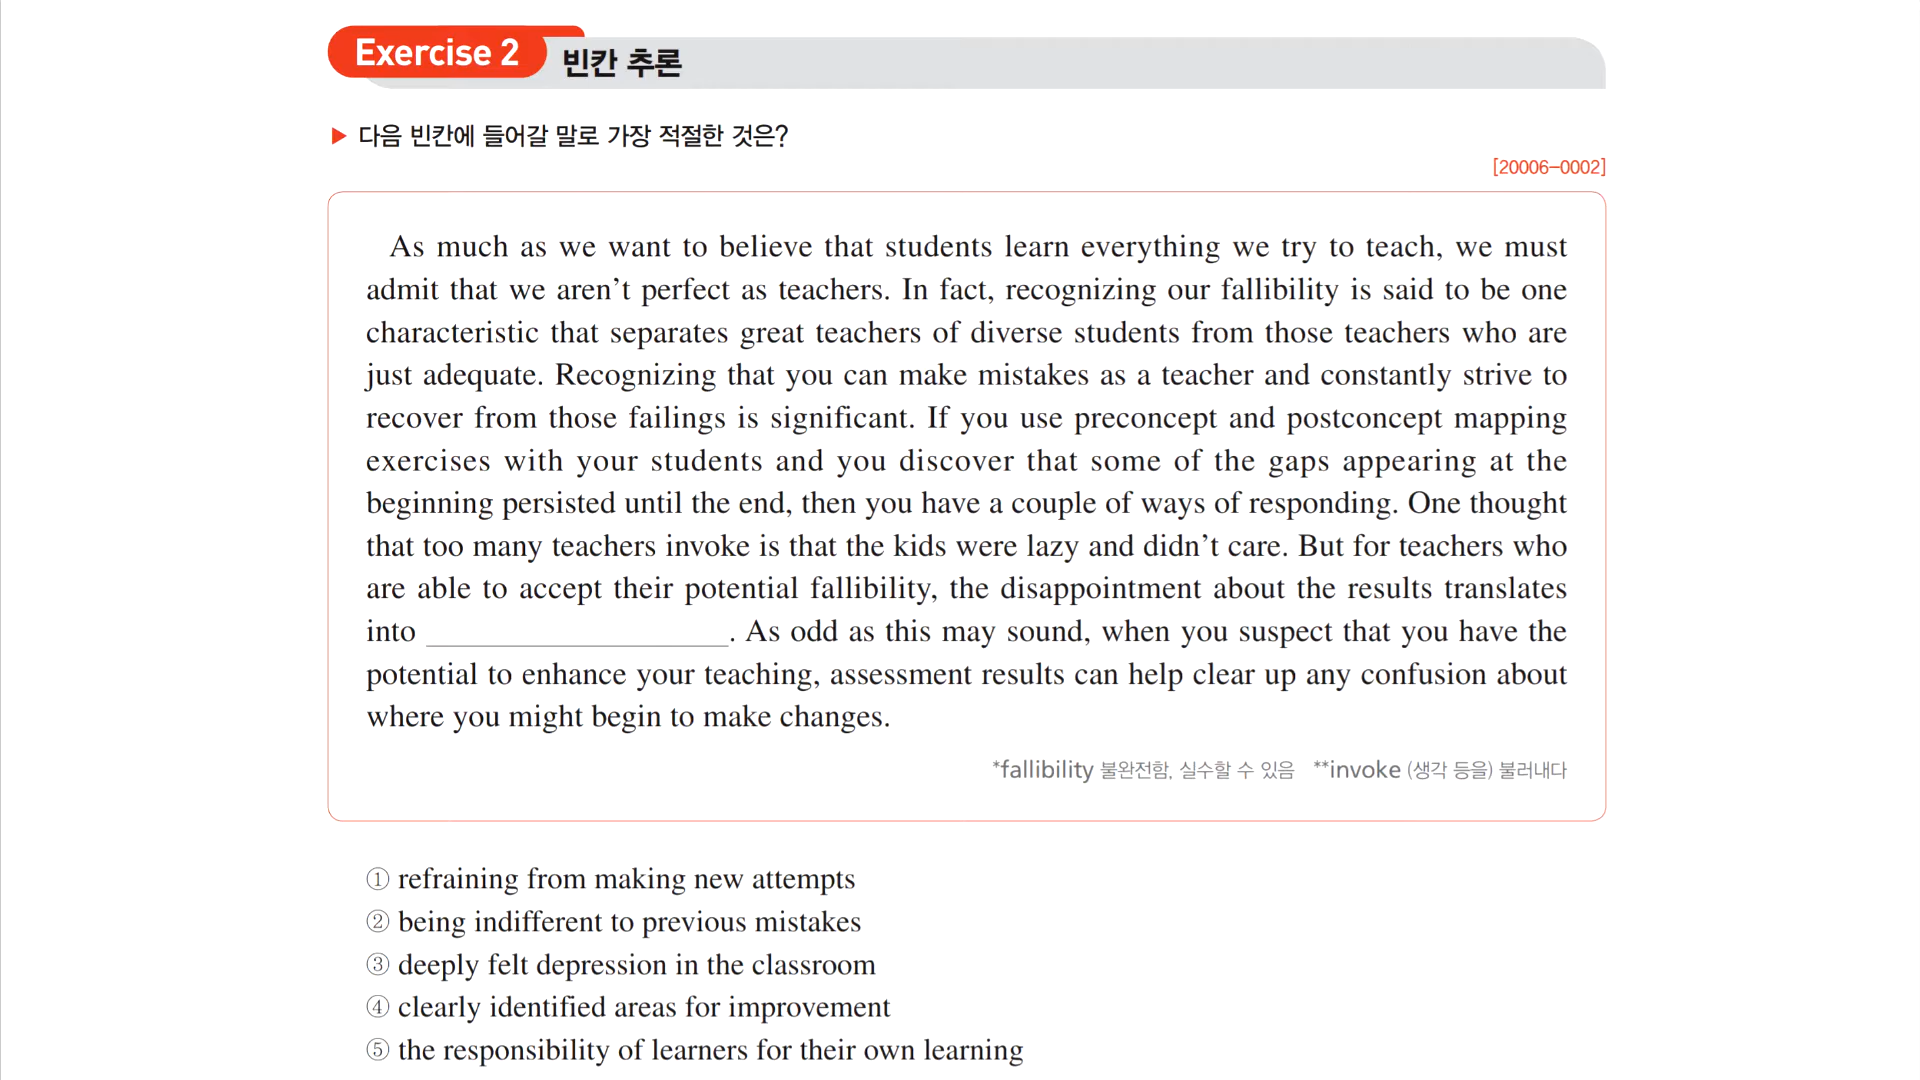 Exercise 2 빈칸 추론
▶ 다음 빈칸에 들어갈 말로 가장 적절한 것은?
[20006-0002]
As much as we want to believe that students learn everything we try to teach, we must
admit that we aren't perfect as teachers. In fact, recognizing our fallibility is said to be one
characteristic that separates great teachers of diverse students from those teachers who are
just adequate. Recognizing that you can make mistakes as a teacher and constantly strive to
recover from those failings is significant. If you use preconcept and postconcept mapping
exercises with your students and you discover that some of the gaps appearing at the
beginning persisted until the end, then you have a couple of ways of responding. One thought
that too many teachers invoke is that the kids were lazy and didn't care. But for teachers who
are able to accept their potential fallibility, the disappointment about the results translates
into ____________________. As odd as this may sound, when you suspect that you have the
potential to enhance your teaching, assessment results can help clear up any confusion about
where you might begin to make changes.
*fallibility 불완전함, 실수할 수 있음 **invoke (생각 등을) 불러내다
① refraining from making new attempts
② being indifferent to previous mistakes
③ deeply felt depression in the classroom
④ clearly identified areas for improvement
⑤ the responsibility of learners for their own learning